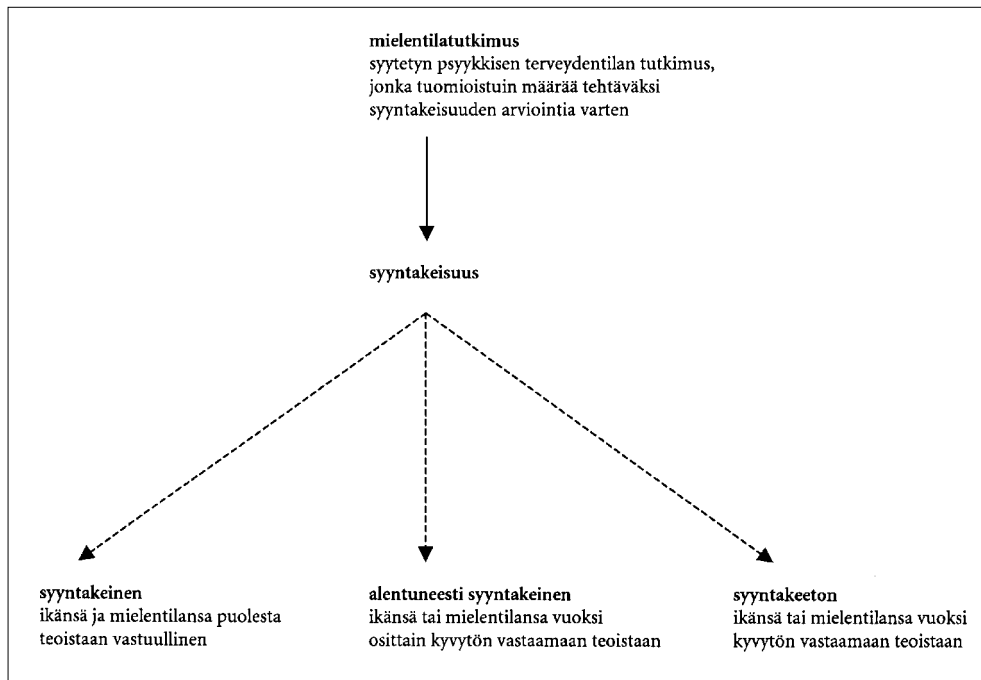 mielentilatutkimus
syytetyn psyykkisen terveydentilan tutkimus,
jonka tuomioistuin määrää tehtäväksi
syyntakeisuuden arviointia varten
syyntakeisuus
syyntakeinen
ikänsä ja mielentilansa puolesta
teoistaan vastuullinen
alentuneesti syyntakeinen
ikänsä tai mielentilansa vuoksi
osittain kyvytön vastaamaan teoistaan
syyntakeeton
ikänsä tai mielentilansa vuoksi
kyvytön vastaamaan teoistaan